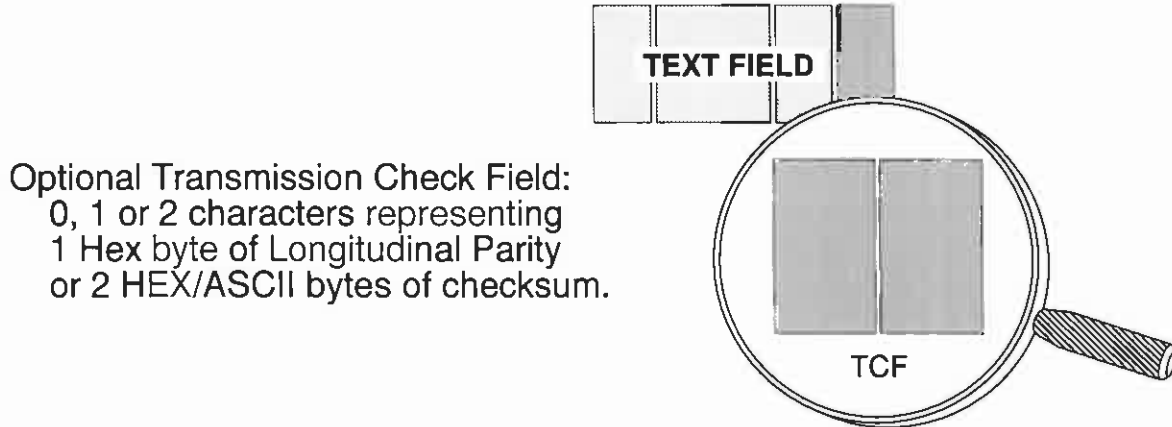 TEXT FIELD
Optional Transmission Check Field:
0, 1 or 2 characters representing
1 Hex byte of Longitudinal Parity
or 2 HEX/ASCII bytes of checksum.
TCF